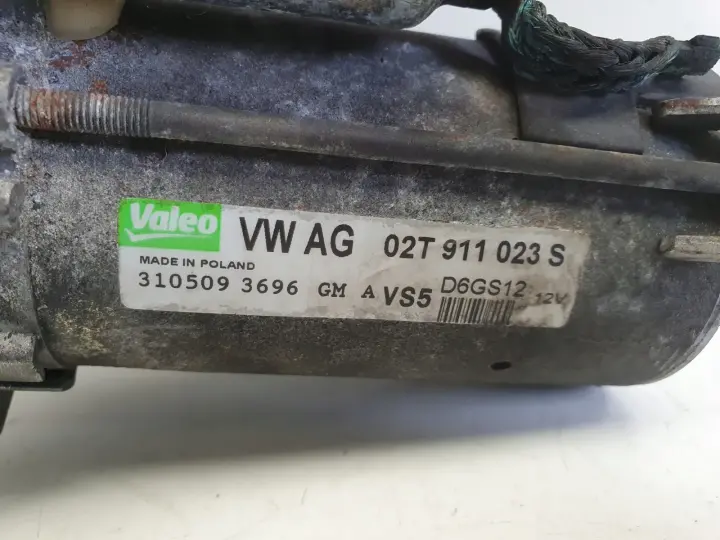 Valeo VW AG 02T 911 023 S
MADE IN POLAND
310509 3696 GM A VS5 D6GS12 12V